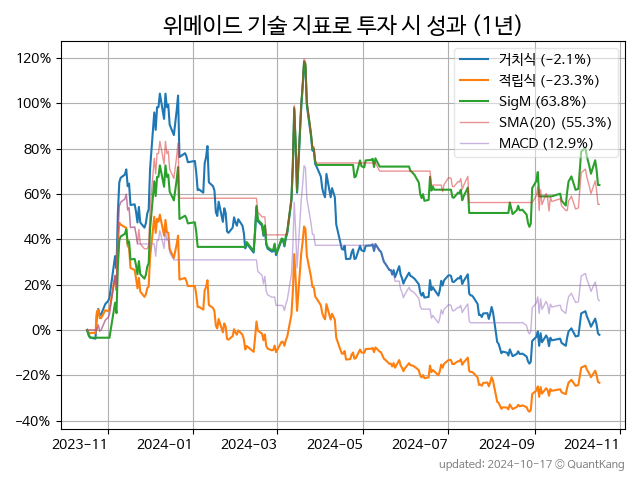 위메이드 기술 지표로 투자 시 성과 (1년)
120%
100%
80%
60%
40%
20%
0%
−20%
−40%
거치식 (-2.1%)
적립식 (-23.3%)
SigM (63.8%)
SMA(20) (55.3%)
MACD (12.9%)
2023-11
2024-01
2024-03
2024-05
2024-07
2024-09
2024-11
updated: 2024-10-17 © QuantKang